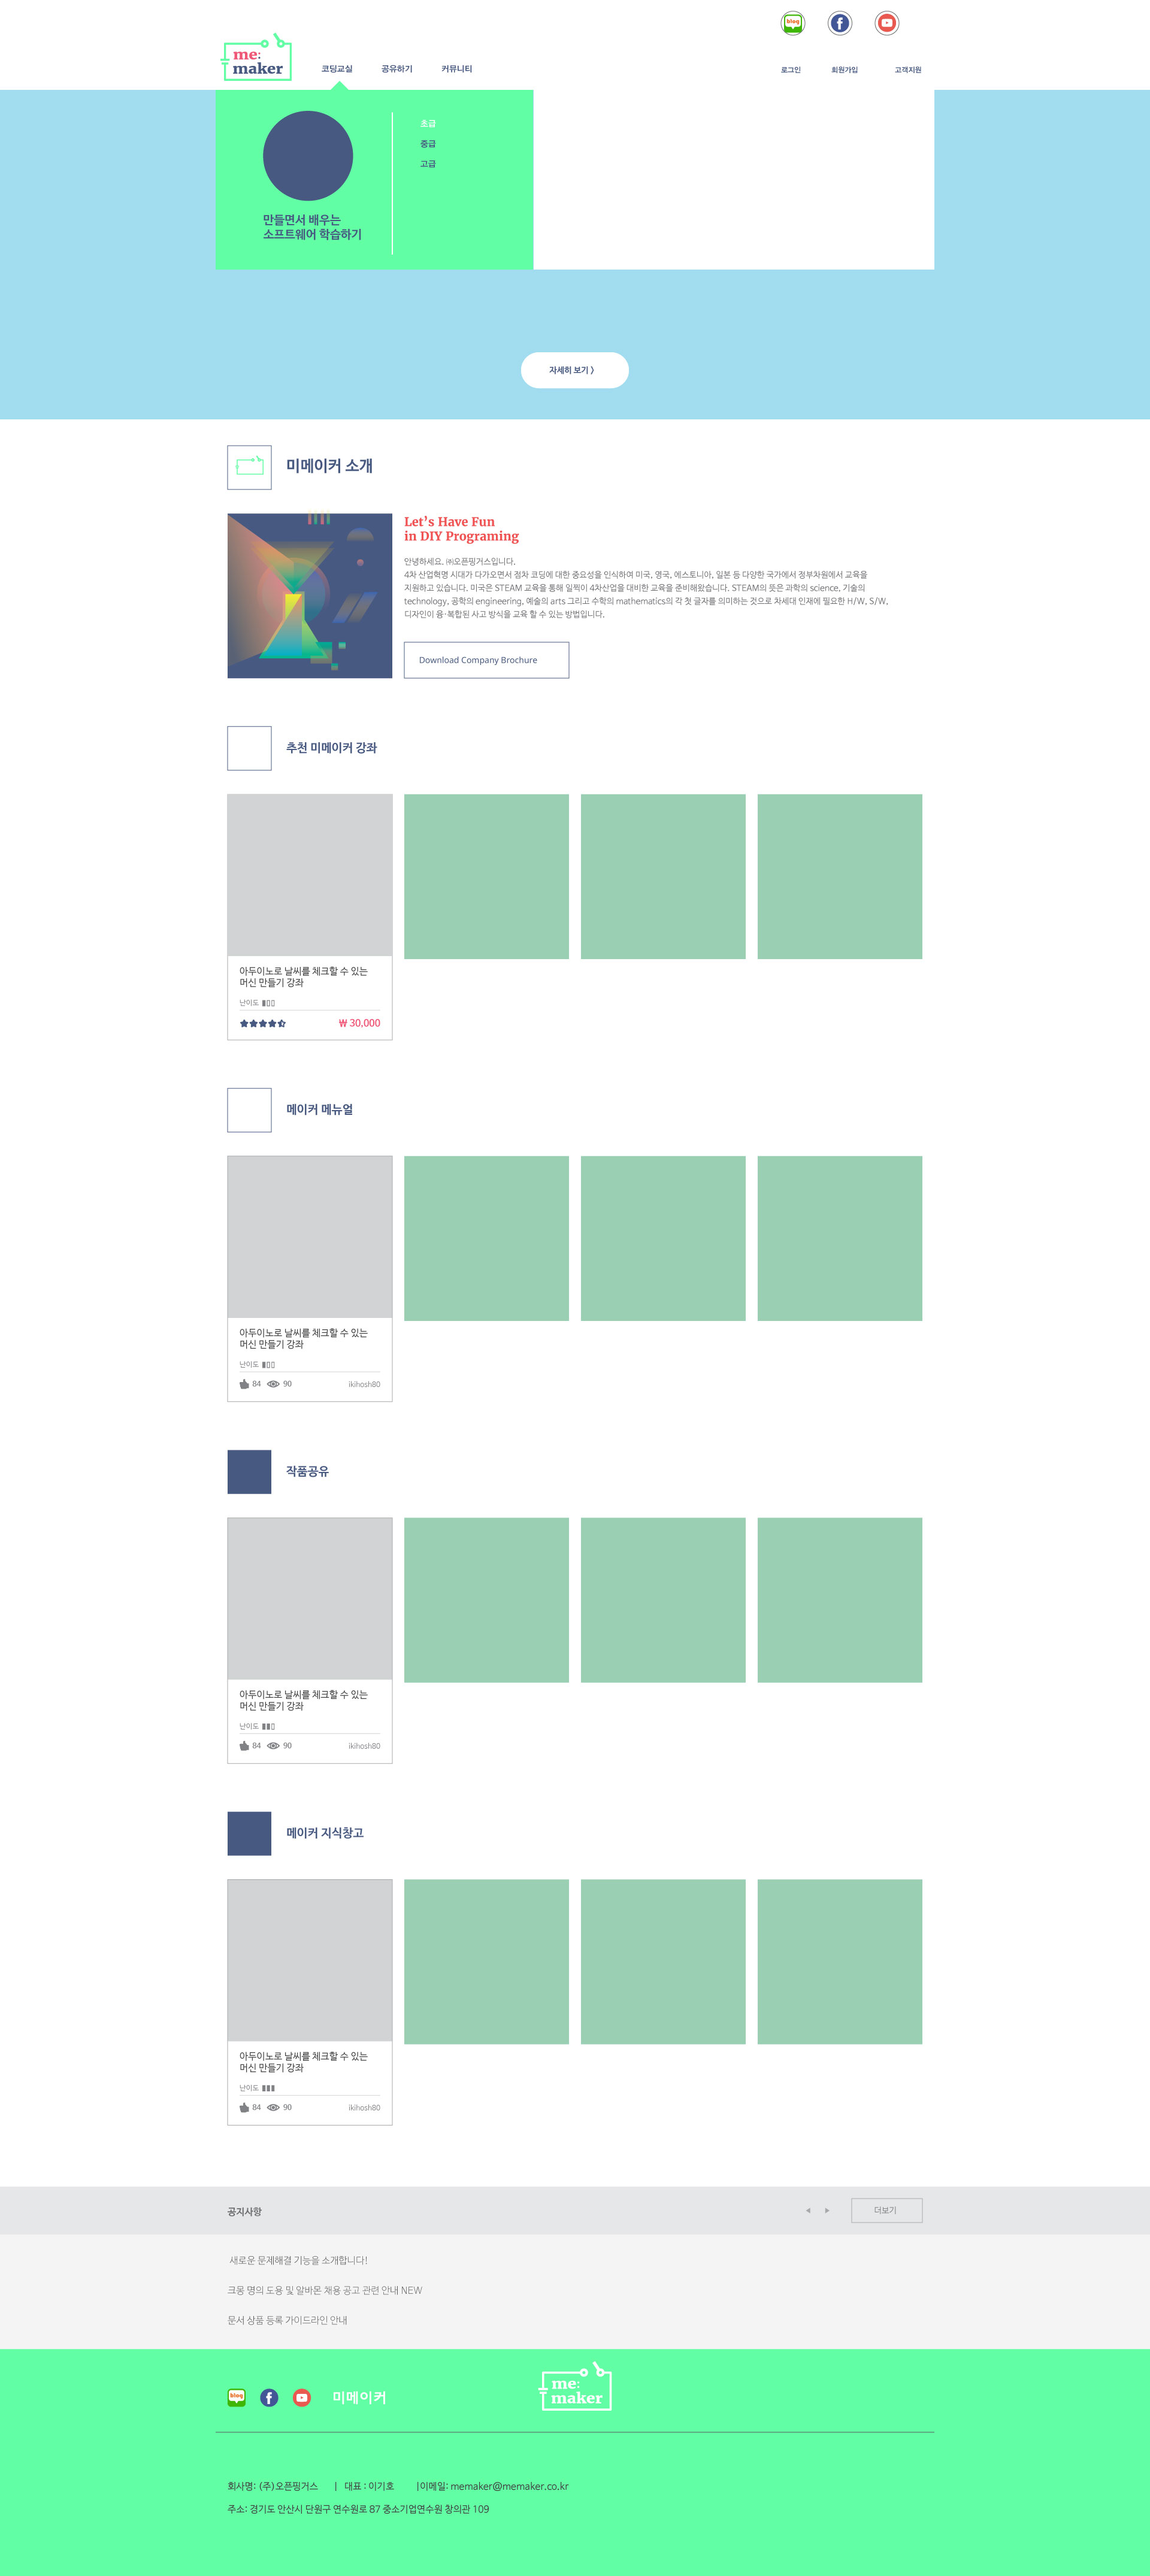 blog
me:
maker
코딩교실 공유하기 커뮤니티
로그인 회원가입 고객지원
초급
중급
고급
만들면서 배우는
소프트웨어 학습하기
자세히 보기 >
미메이커 소개
Let's Have Fun
in DIY Programing
안녕하세요. ㈜오픈핑거스입니다.
4차 산업혁명 시대가 다가오면서 점차 코딩에 대한 중요성을 인식하여 미국, 영국, 에스토니아, 일본 등 다양한 국가에서 정부차원에서 교육을
지원하고 있습니다. 미국은 STEAM 교육을 통해 일찍이 4차산업을 대비한 교육을 준비해왔습니다. STEAM의 뜻은 과학의 science, 기술의
technology, 공학의 engineering, 예술의 arts 그리고 수학의 mathematics의 각 첫 글자를 의미하는 것으로 차세대 인재에 필요한 H/W, S/W,
디자인이 융·복합된 사고 방식을 교육 할 수 있는 방법입니다.
Download Company Brochure
추천 미메이커 강좌
아두이노로 날씨를 체크할 수 있는
머신 만들기 강좌
난이도
₩ 30,000
메이커 메뉴얼
아두이노로 날씨를 체크할 수 있는
머신 만들기 강좌
난이도
84 90 ikihosh80
작품공유
아두이노로 날씨를 체크할 수 있는
머신 만들기 강좌
난이도
84 90 ikihosh80
메이커 지식창고
아두이노로 날씨를 체크할 수 있는
머신 만들기 강좌
난이도
84 90 ikihosh80
공지사항 더보기
새로운 문제해결 기능을 소개합니다!
크몽 명의 도용 및 알바몬 채용 공고 관련 안내 NEW
문서 상품 등록 가이드라인 안내
blog
미메이커
me:
maker
회사명: (주)오픈핑거스 | 대표 : 이기호 |이메일: memaker@memaker.co.kr
주소: 경기도 안산시 단원구 연수원로 87 중소기업연수원 창의관 109